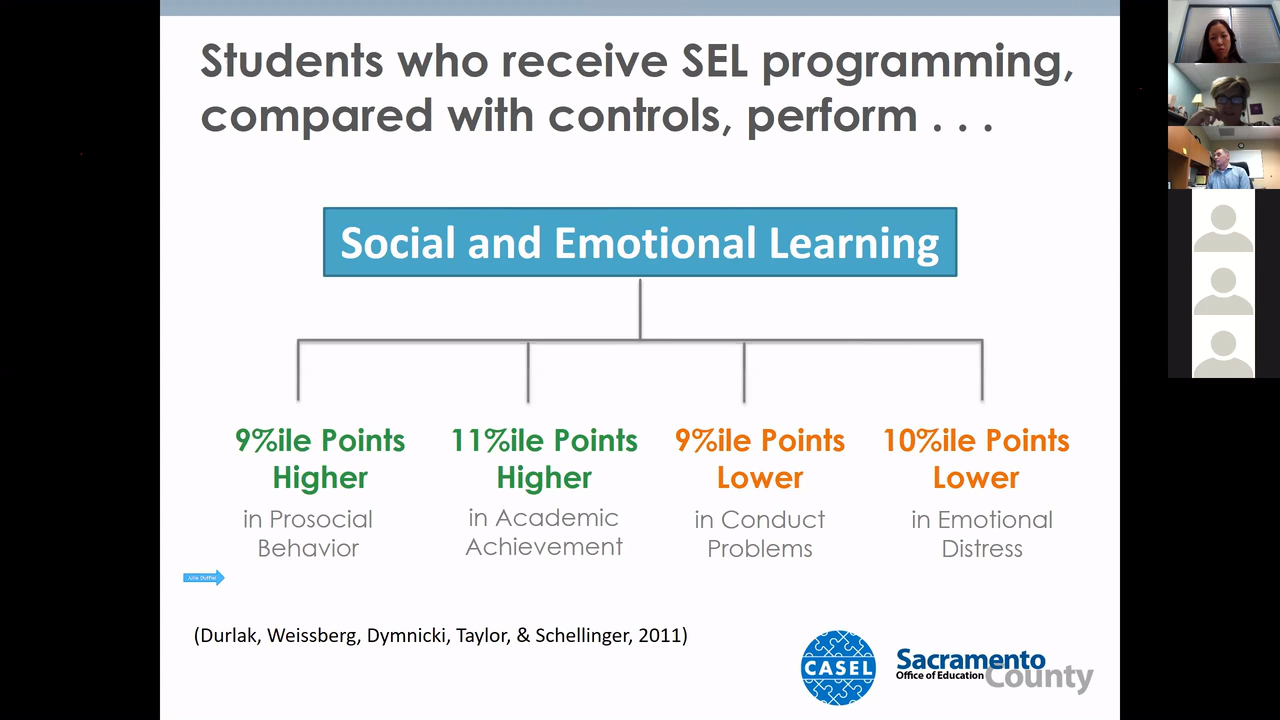 Students who receive SEL programming,
compared with controls, perform . . .
Social and Emotional Learning
9%ile Points
Higher
in Prosocial
Behavior
11%ile Points
Higher
in Academic
Achievement
9%ile Points
Lower
in Conduct
Problems
10%ile Points
Lower
in Emotional
Distress
(Durlak, Weissberg, Dymnicki, Taylor, & Schellinger, 2011)
CASEL
Sacramento
Office of Education County